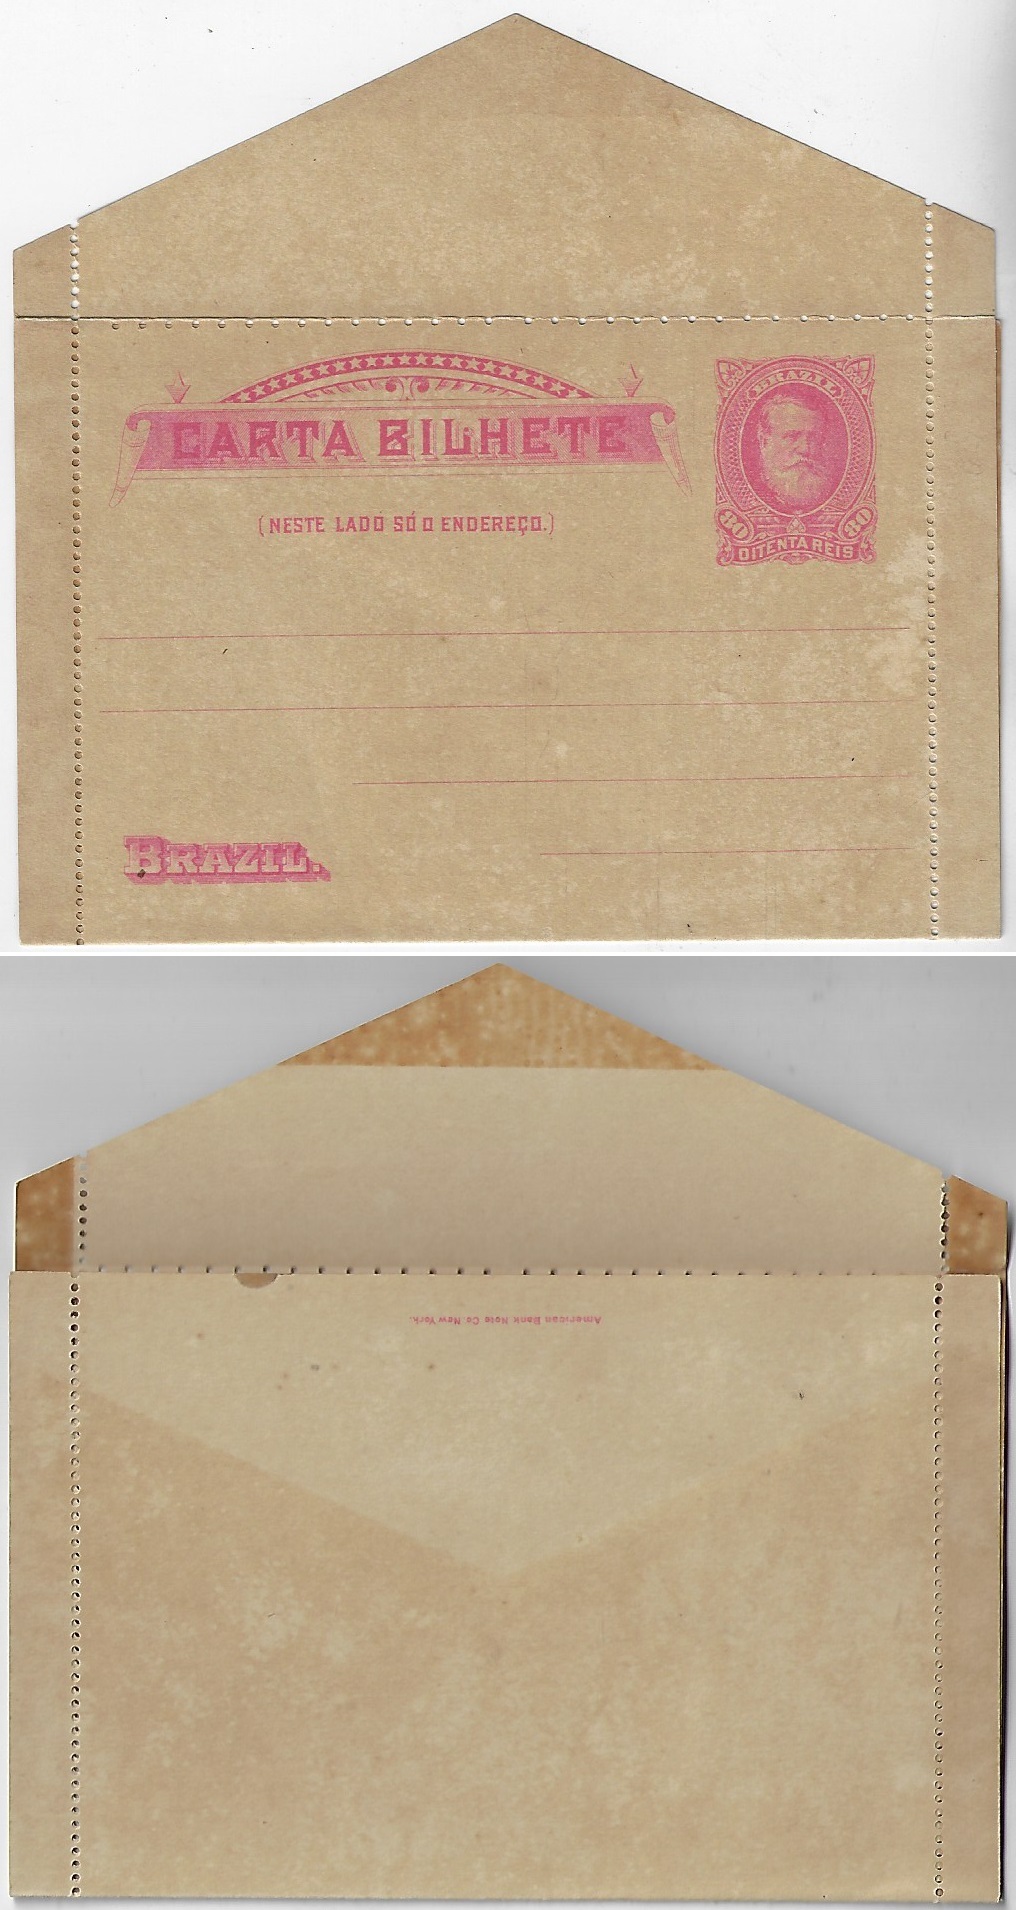 CARTA BILHETE
(NESTE LADO SÓ O ENDEREÇO.)
BRAZIL
80 80
OITENTA REIS
BRAZIL.
American Bank Note Co New York.